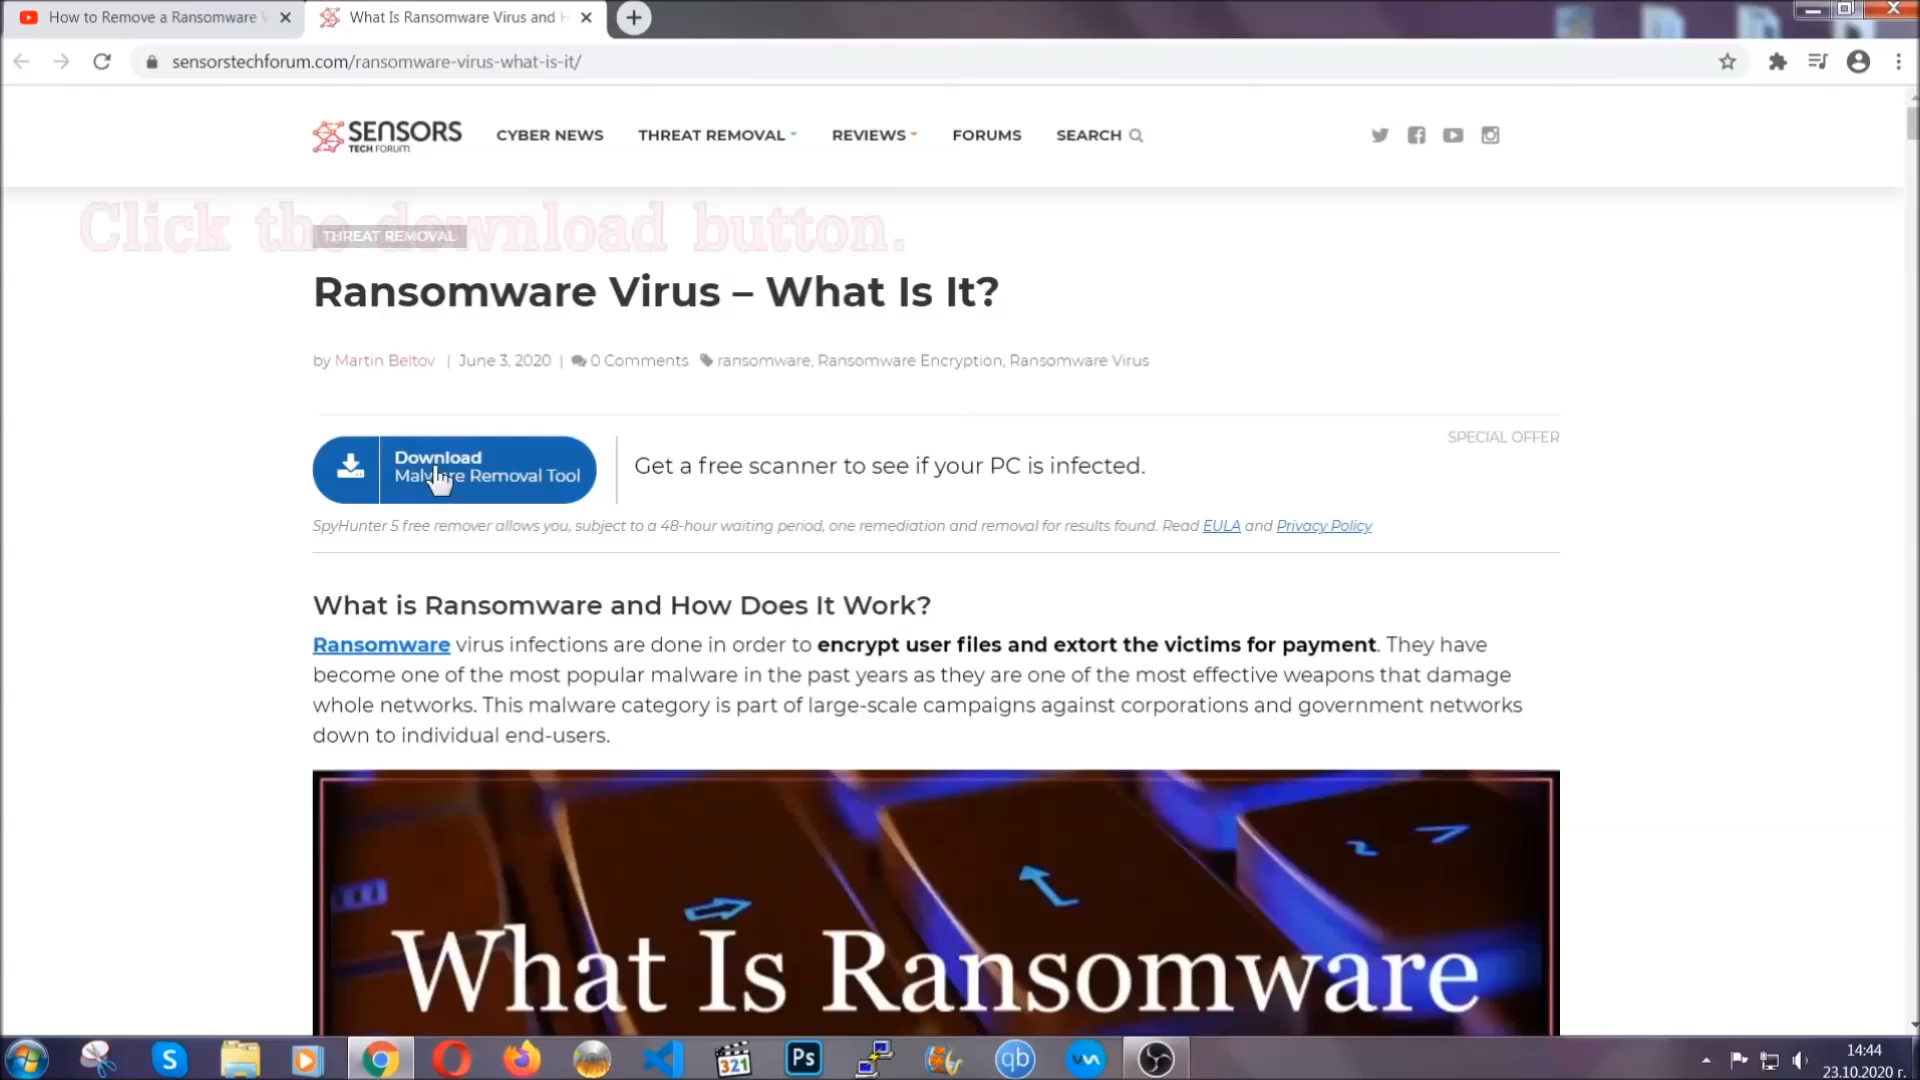 How to Remove a Ransomware V
What Is Ransomware Virus and H
sensorstechforum.com/ransomware-virus-what-is-it/
SENSORS
TECH FORUM
CYBER NEWS
THREAT REMOVAL
REVIEWS
FORUMS
SEARCH
Click the download button.
THREAT REMOVAL
Ransomware Virus – What Is It?
by Martin Beltov | June 3, 2020 | 0 Comments ransomware, Ransomware Encryption, Ransomware Virus
SPECIAL OFFER
Download
Malware Removal Tool
Get a free scanner to see if your PC is infected.
SpyHunter 5 free remover allows you, subject to a 48-hour waiting period, one remediation and removal for results found. Read EULA and Privacy Policy
What is Ransomware and How Does It Work?
Ransomware virus infections are done in order to encrypt user files and extort the victims for payment. They have
become one of the most popular malware in the past years as they are one of the most effective weapons that damage
whole networks. This malware category is part of large-scale campaigns against corporations and government networks
down to individual end-users.
What Is Ransomware
S
321
Ps
qb
14:44
23.10.2020 г.